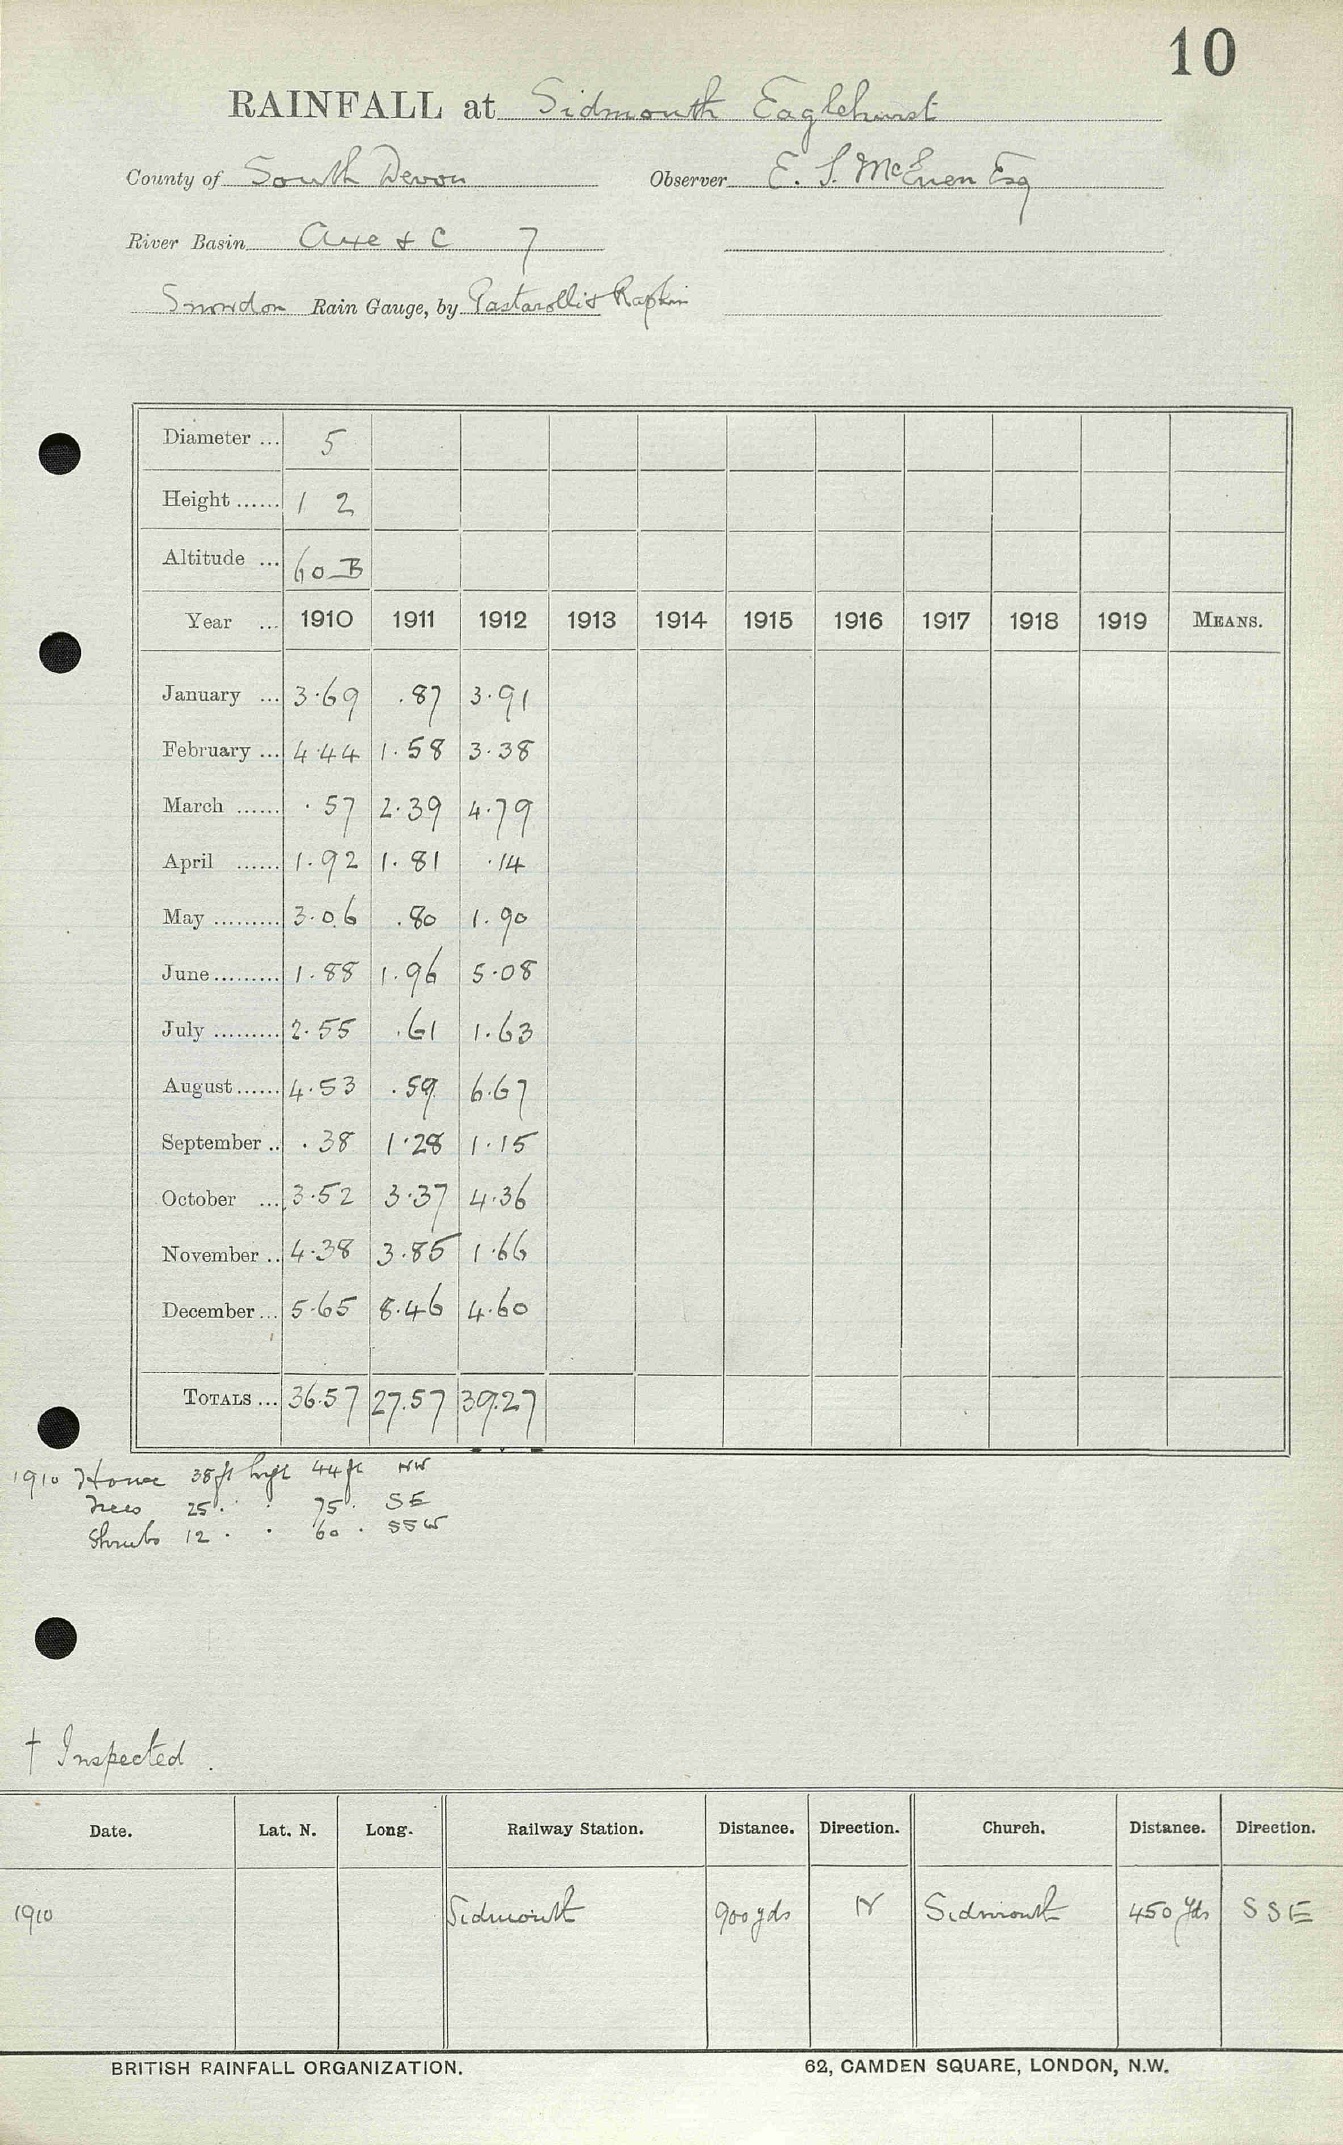 10
RAINFALL at Sidmouth Eaglehurst
County of South Devon Observer E. S. McEuen Esq
River Basin Axe & C 7
Snowdon Rain Gauge, by Pastorelli & Rapkin
Diameter ... 5
Height ...... 1 2
Altitude ... 60 B
Year ... 1910 1911 1912 1913 1914 1915 1916 1917 1918 1919 MEANS.
January ... 3.69 .87 3.91
February ... 4.44 1.58 3.38
March ...... .57 2.39 4.79
April ...... 1.92 1.81 .14
May ......... 3.06 .80 1.90
June ......... 1.88 1.96 5.08
July ......... 2.55 .61 1.63
August ...... 4.53 .59 6.67
September .. .38 1.28 1.15
October ... 3.52 3.37 4.36
November .. 4.38 3.85 1.66
December ... 5.65 8.46 4.60
TOTALS ... 36.57 27.57 39.27
1910 House 38ft high 44ft NW
Trees 25 . . 75 . SE
Shrubs 12 . . 60 . SSW
† Inspected.
Date. Lat. N. Long. Railway Station. Distance. Direction. Church. Distance. Direction.
1910 Sidmouth 900 yds N Sidmouth 450 yds SSE
BRITISH RAINFALL ORGANIZATION. 62, CAMDEN SQUARE, LONDON, N.W.